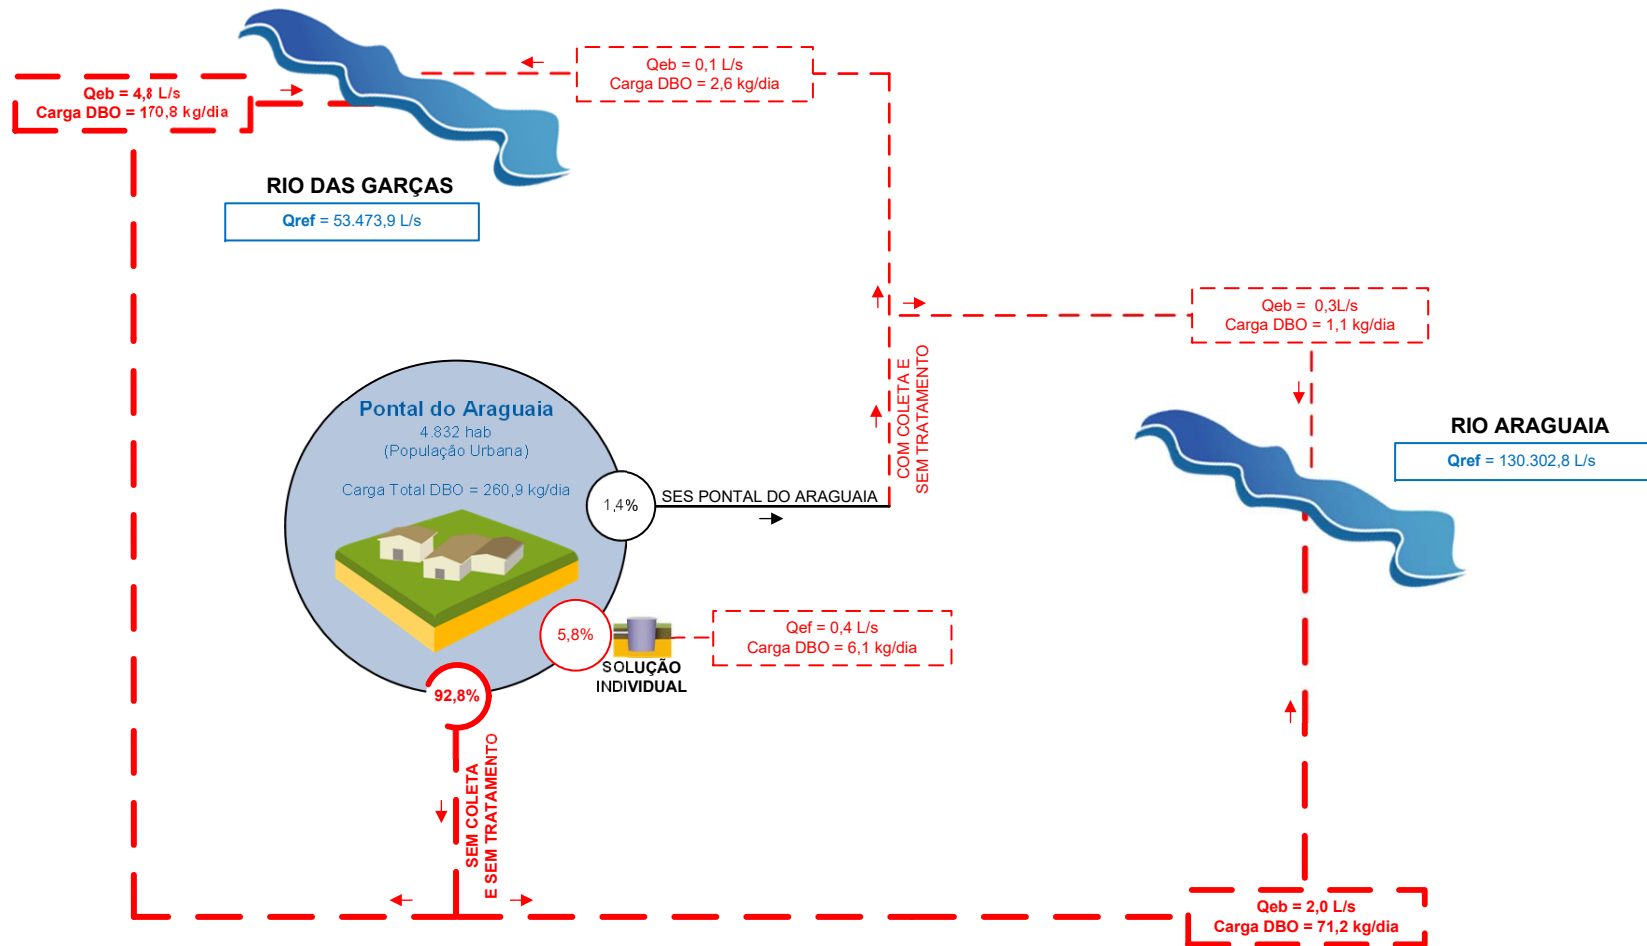 Qeb = 0,1 L/s
Carga DBO = 2,6 kg/dia
Qeb = 4,8 L/s
Carga DBO = 170,8 kg/dia
RIO DAS GARÇAS
Qref = 53.473,9 L/s
Qeb = 0,3L/s
Carga DBO = 1,1 kg/dia
COM COLETA E
SEM TRATAMENTO
Pontal do Araguaia
4.832 hab
(População Urbana)
Carga Total DBO = 260,9 kg/dia
RIO ARAGUAIA
Qref = 130.302,8 L/s
1,4%
SES PONTAL DO ARAGUAIA
5,8%
SOLUÇÃO
INDIVIDUAL
Qef = 0,4 L/s
Carga DBO = 6,1 kg/dia
92,8%
SEM COLETA
E SEM TRATAMENTO
Qeb = 2,0 L/s
Carga DBO = 71,2 kg/dia